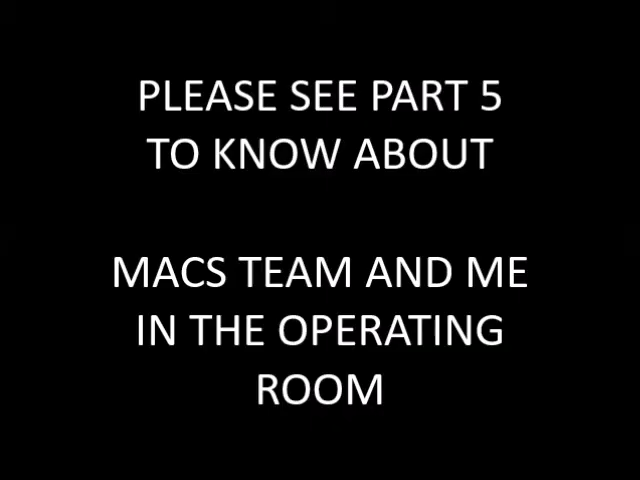 PLEASE SEE PART 5
TO KNOW ABOUT
MACS TEAM AND ME
IN THE OPERATING
ROOM